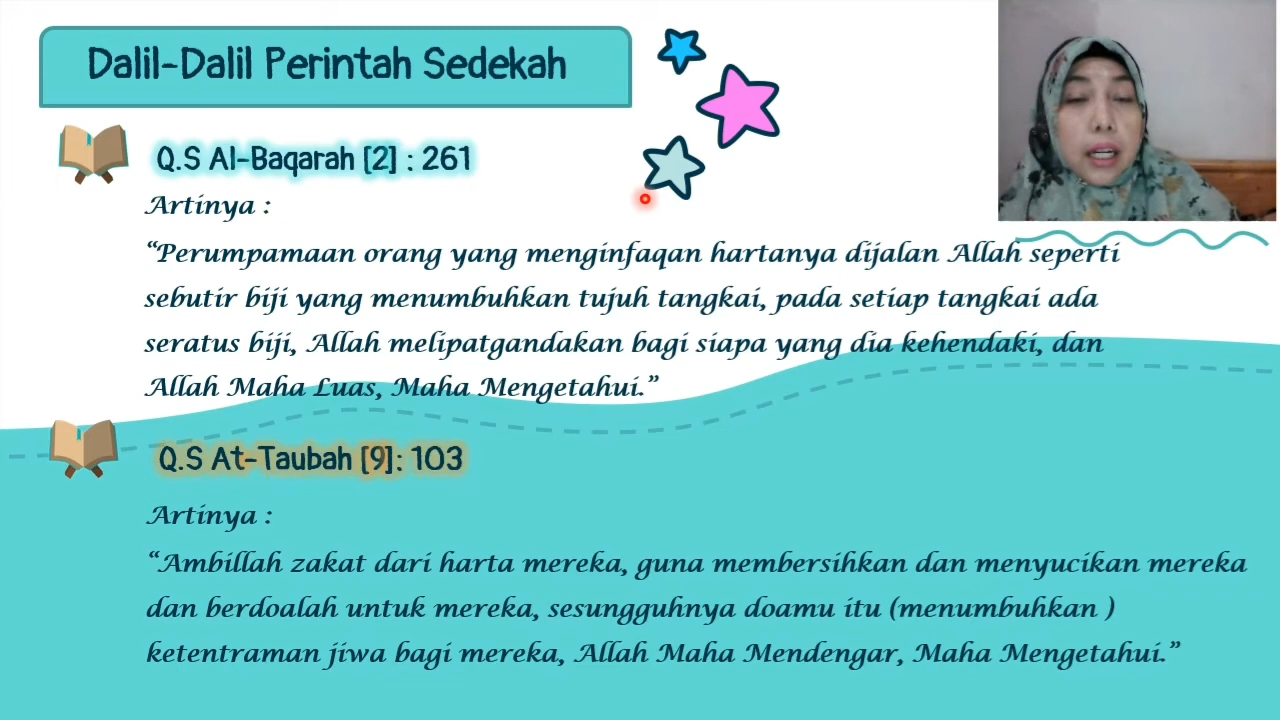 Dalil-Dalil Perintah Sedekah
Q.S Al-Baqarah [2] : 261
Artinya :
“Perumpamaan orang yang menginfaqan hartanya dijalan Allah seperti
sebutir biji yang menumbuhkan tujuh tangkai, pada setiap tangkai ada
seratus biji, Allah melipatgandakan bagi siapa yang dia kehendaki, dan
Allah Maha Luas, Maha Mengetahui.”
Q.S At-Taubah [9]: 103
Artinya :
“Ambillah zakat dari harta mereka, guna membersihkan dan menyucikan mereka
dan berdoalah untuk mereka, sesungguhnya doamu itu (menumbuhkan )
ketentraman jiwa bagi mereka, Allah Maha Mendengar, Maha Mengetahui.”